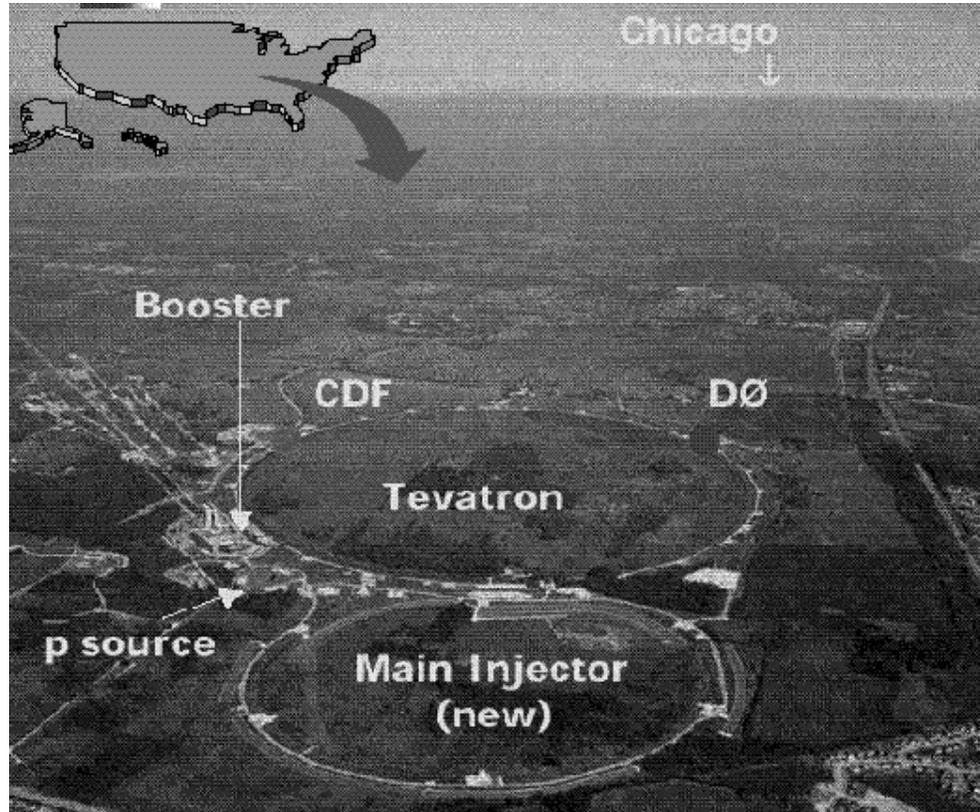 Chicago
Booster
CDF
DØ
Tevatron
p source
Main Injector
(new)